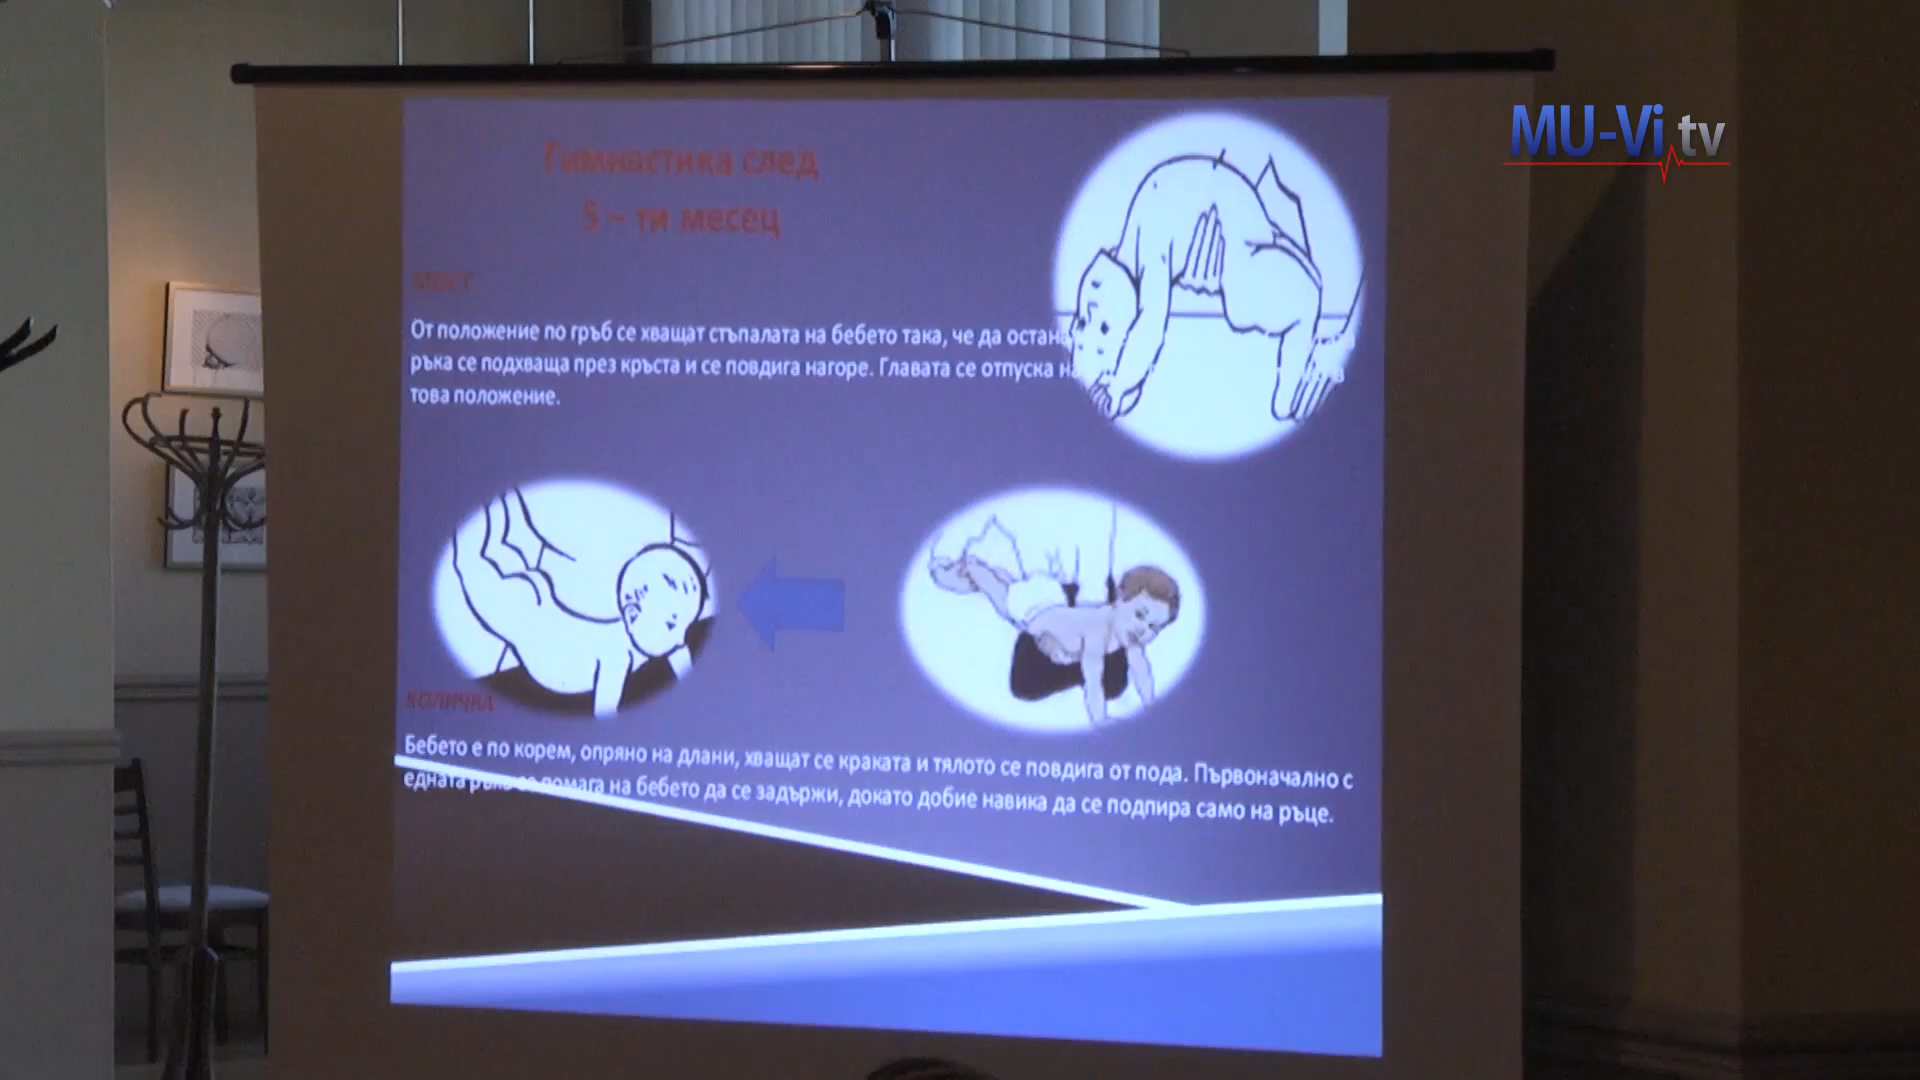 MU-Vi.tv
Гимнастика след
5 – ти месец
МОСТ
От положение по гръб се хващат стъпалата на бебето така, че да
ръка се подхваща през кръста и се повдига нагоре. Главата се отпуска
това положение.
КОЛИЧКА
Бебето е по корем, опряно на длани, хващат се краката и тялото се повдига от пода. Първоначално с
едната ръка се помага на бебето да се задържи, докато добие навика да се подпира само на ръце.